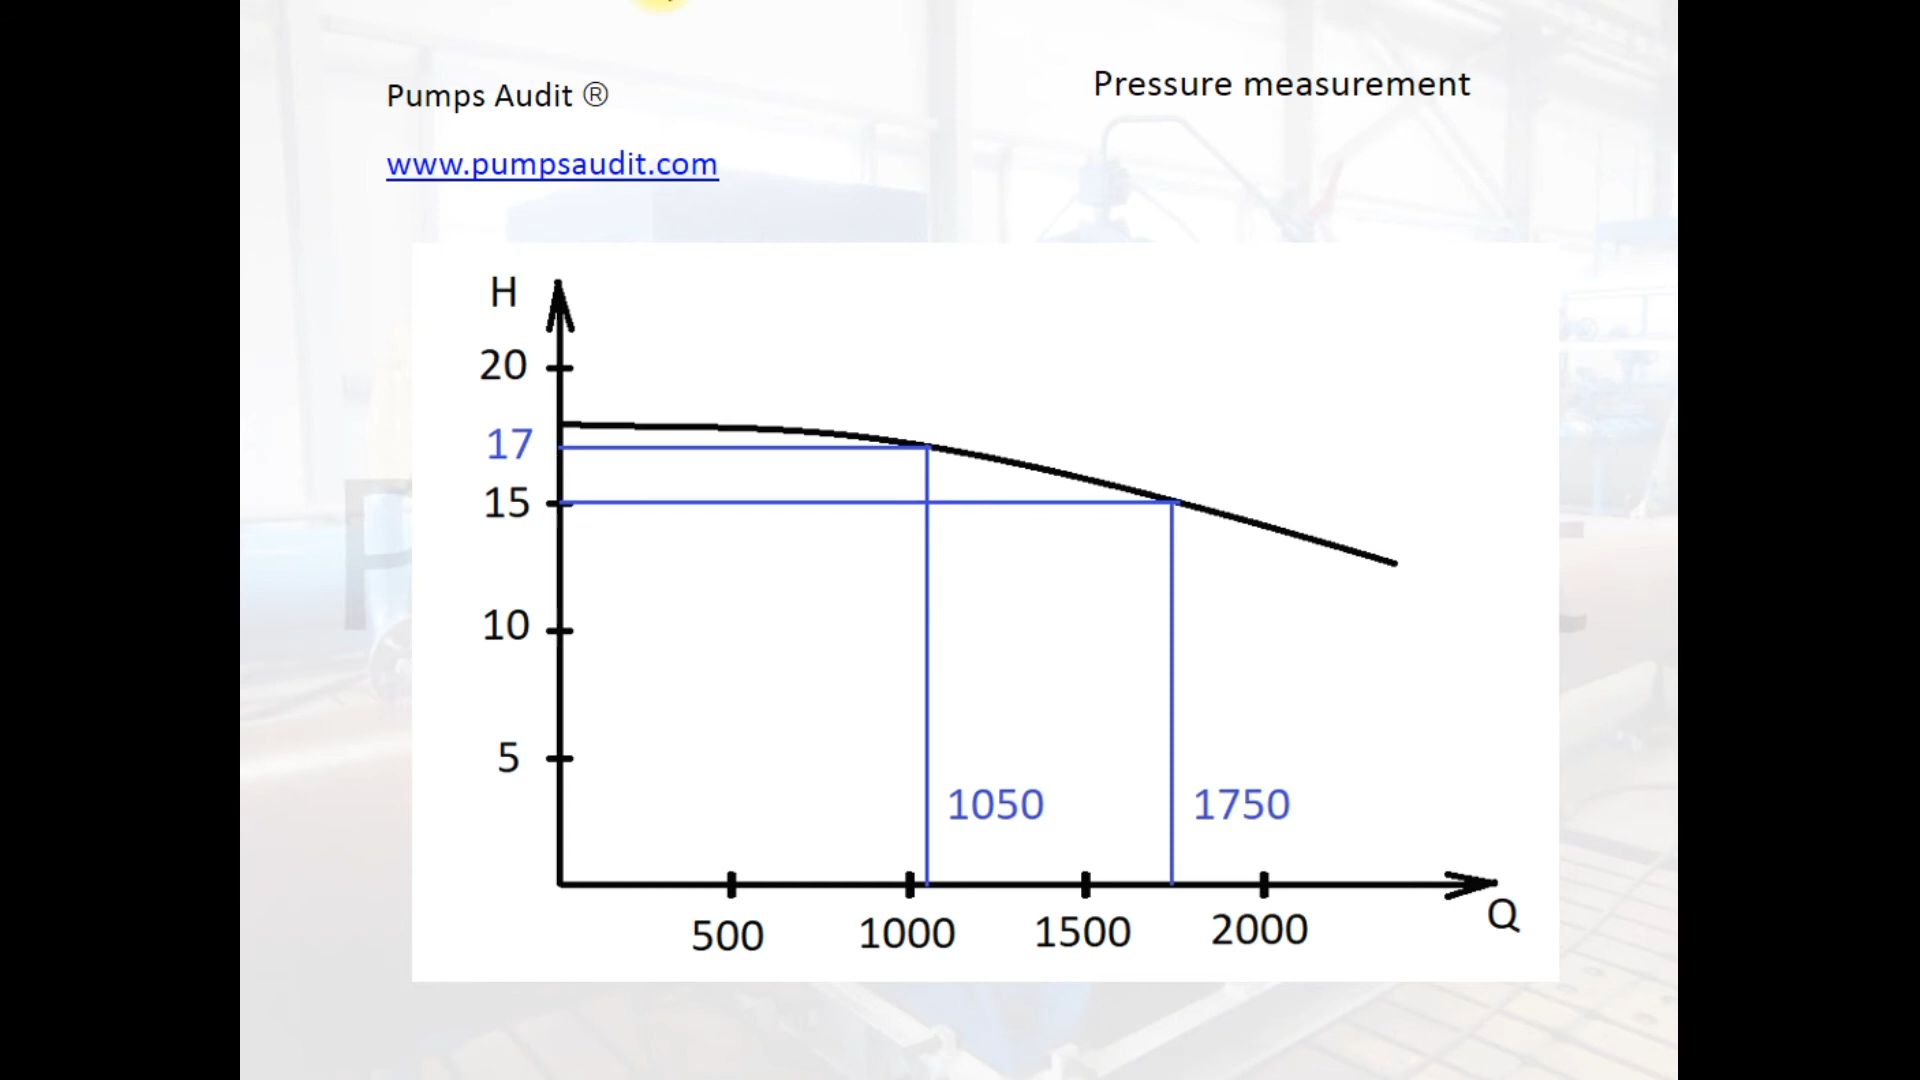 Pumps Audit ®
Pressure measurement
www.pumpsaudit.com
H
20
17
15
10
5
1050
1750
500
1000
1500
2000
Q